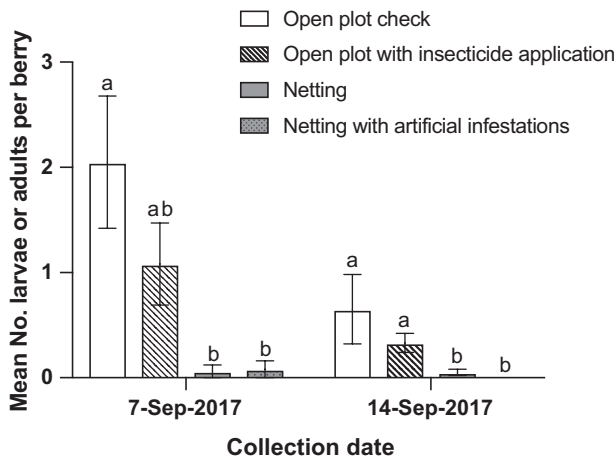 Open plot check
Open plot with insecticide application
Netting
Netting with artificial infestations
Mean No. larvae or adults per berry
3
2
1
0
a
ab
b
b
a
a
b
b
7-Sep-2017
14-Sep-2017
Collection date